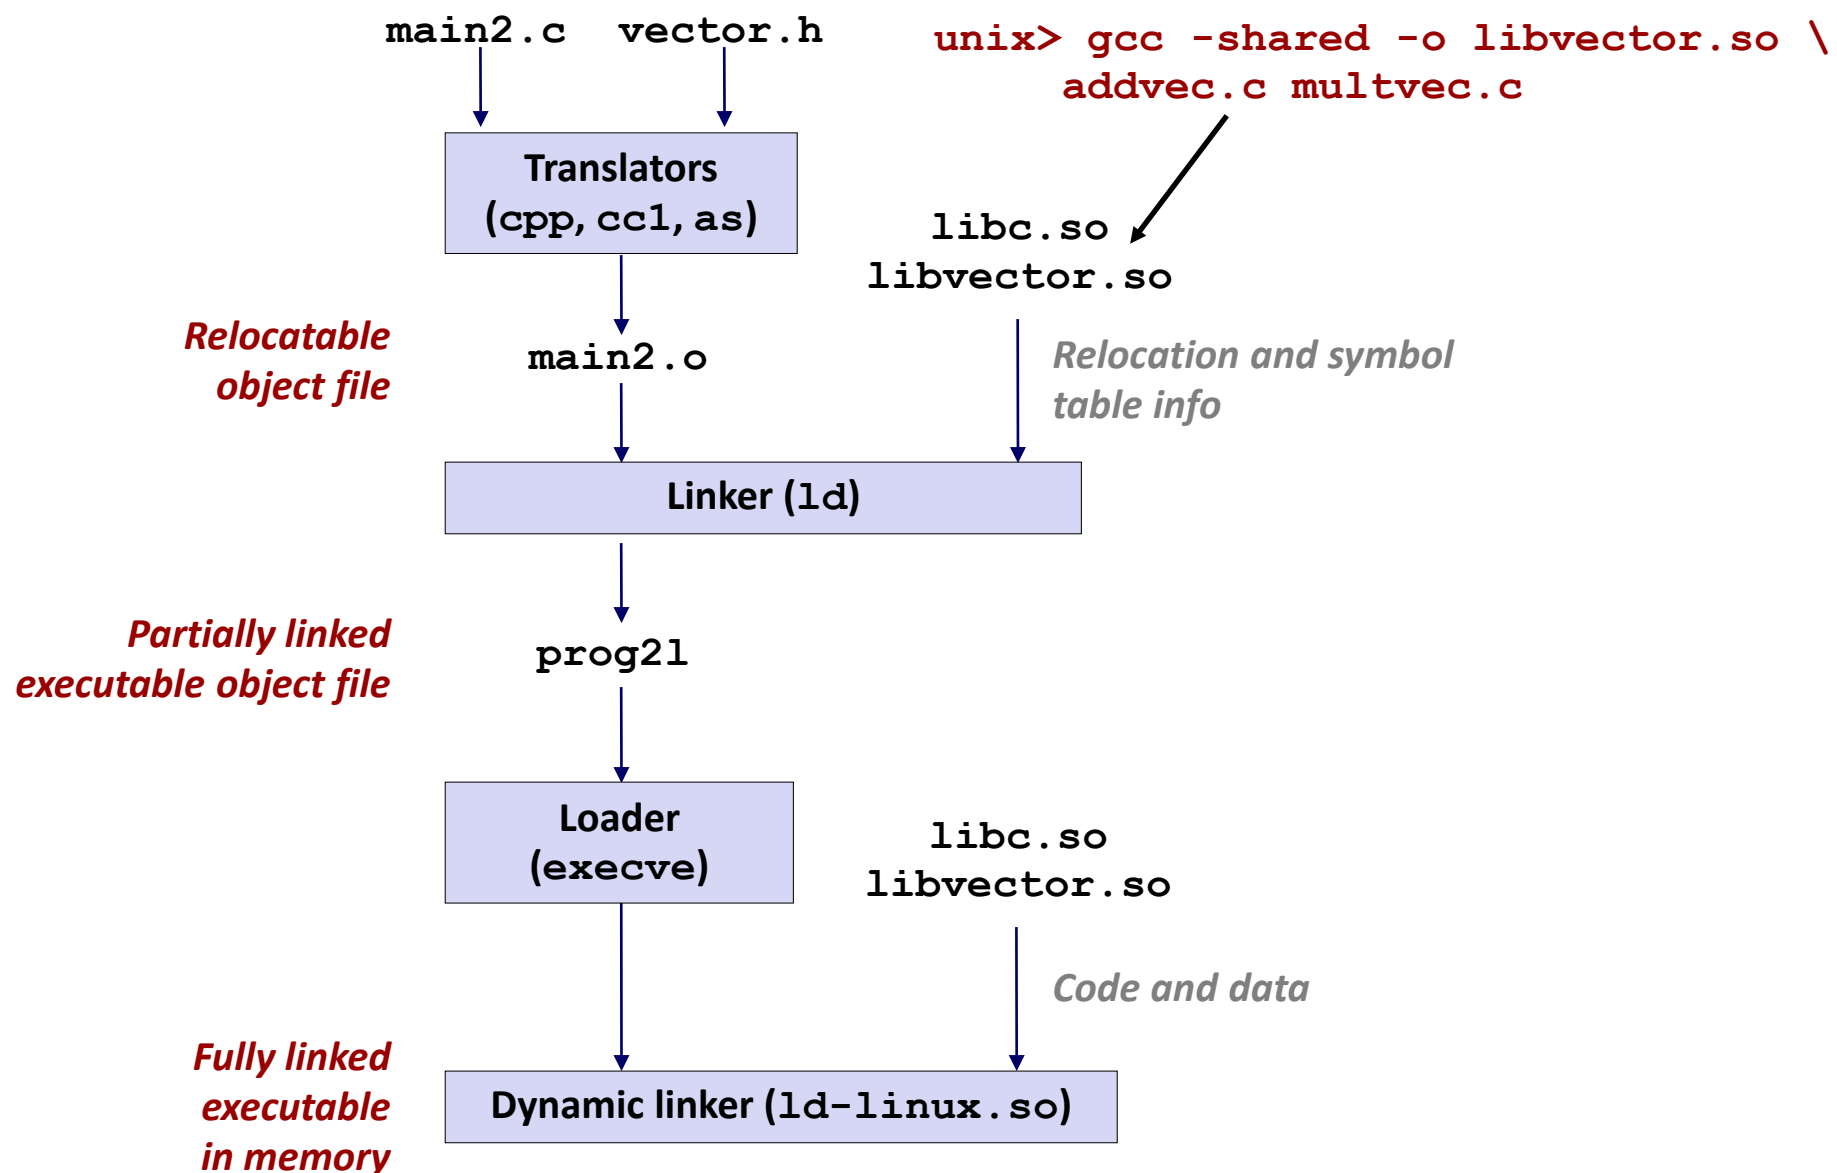 main2.c vector.h
unix> gcc -shared -o libvector.so \
addvec.c multvec.c
Translators
(cpp, cc1, as)
libc.so
libvector.so
Relocatable
object file
main2.o
Relocation and symbol
table info
Linker (ld)
Partially linked
executable object file
prog2l
Loader
(execve)
libc.so
libvector.so
Code and data
Fully linked
executable
in memory
Dynamic linker (ld-linux.so)